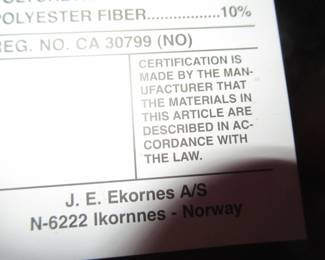 POLYESTER FIBER..................10%
REG. NO. CA 30799 (NO)
CERTIFICATION IS
MADE BY THE MAN-
UFACTURER THAT
THE MATERIALS IN
THIS ARTICLE ARE
DESCRIBED IN AC-
CORDANCE WITH
THE LAW.
J. E. Ekornes A/S
N-6222 Ikornnes - Norway